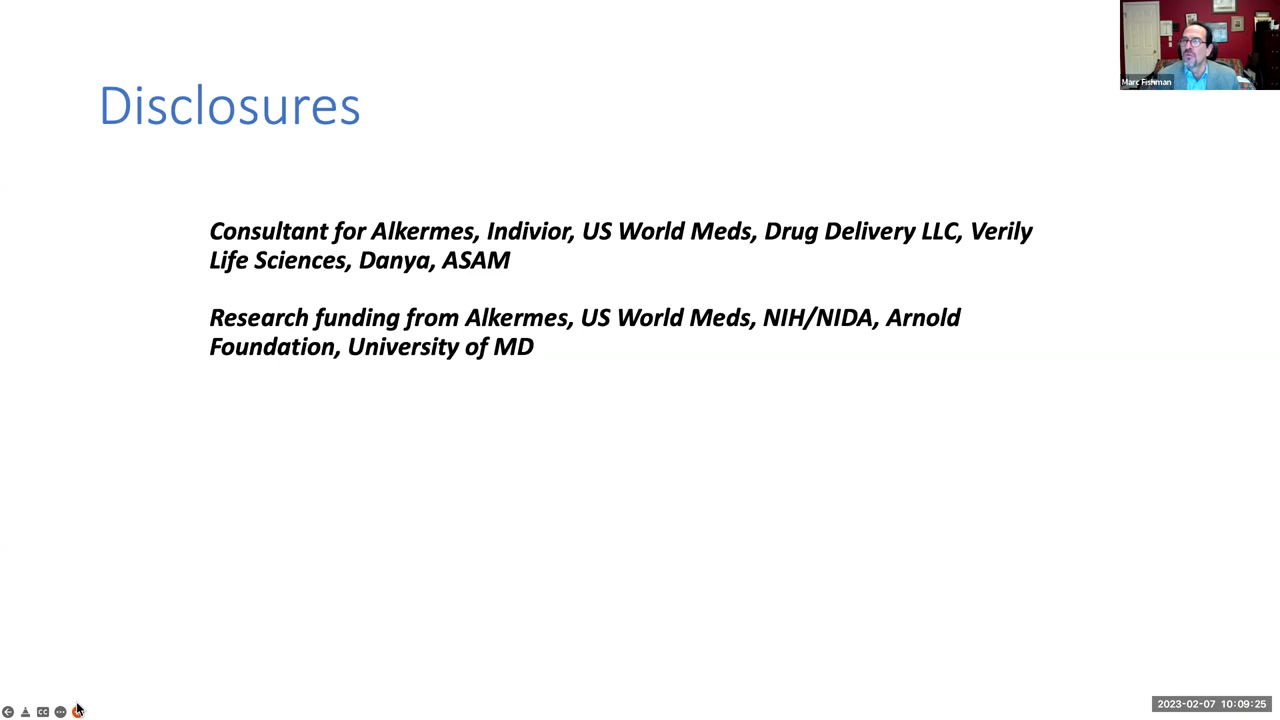 Marc Fishman
Disclosures
Consultant for Alkermes, Indivior, US World Meds, Drug Delivery LLC, Verily
Life Sciences, Danya, ASAM
Research funding from Alkermes, US World Meds, NIH/NIDA, Arnold
Foundation, University of MD
CC
2023-02-07 10:09:25